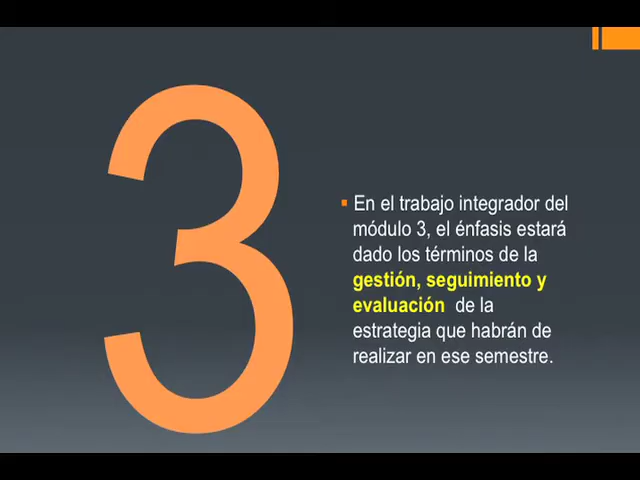 3
En el trabajo integrador del
módulo 3, el énfasis estará
dado los términos de la
gestión, seguimiento y
evaluación de la
estrategia que habrán de
realizar en ese semestre.